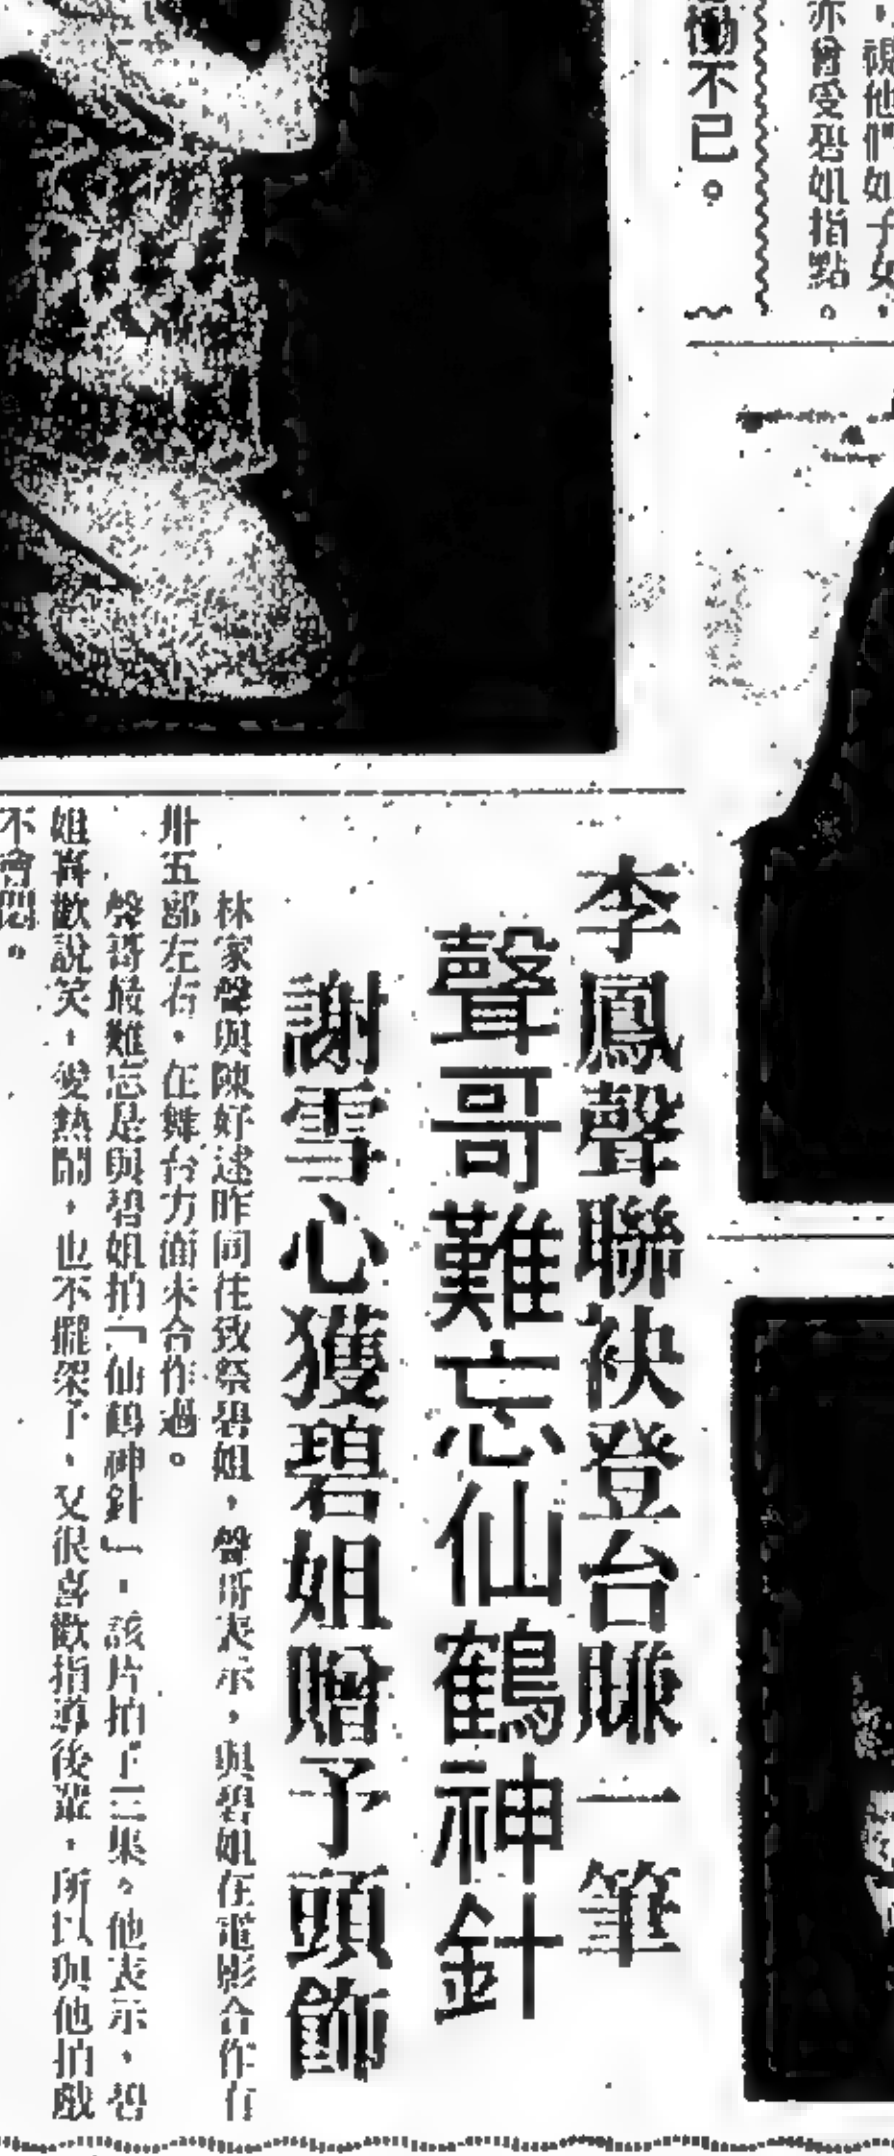 ，視他們如子女，
亦曾受碧姐指點。
慟不已。
李鳳聲聯袂登台賺一筆
聲哥難忘仙鶴神針
謝雪心獲碧姐贈予頭飾
林家聲與陳好逑昨同往致祭碧姐，聲哥表示，與碧姐在電影合作有
卅五部左右，在舞台方面未合作過。
聲哥最難忘是與碧姐拍「仙鶴神針」，該片拍了三集。他表示，碧
姐喜歡說笑，愛熱鬧，也不擺架子，又很喜歡指導後輩，所以與他拍戲
不會悶。